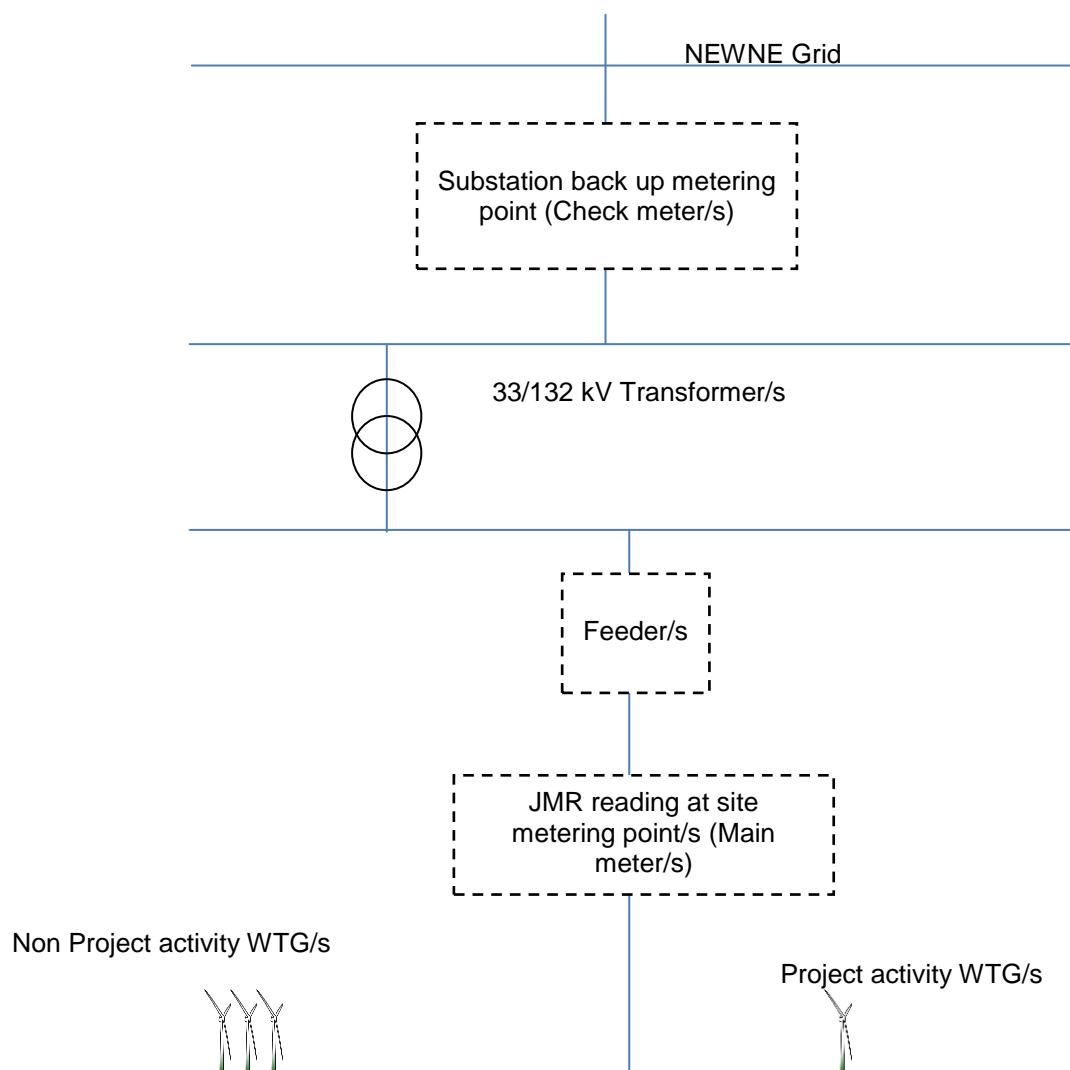 NEWNE Grid
Substation back up metering
point (Check meter/s)
33/132 kV Transformer/s
Feeder/s
JMR reading at site
metering point/s (Main
meter/s)
Non Project activity WTG/s
Project activity WTG/s